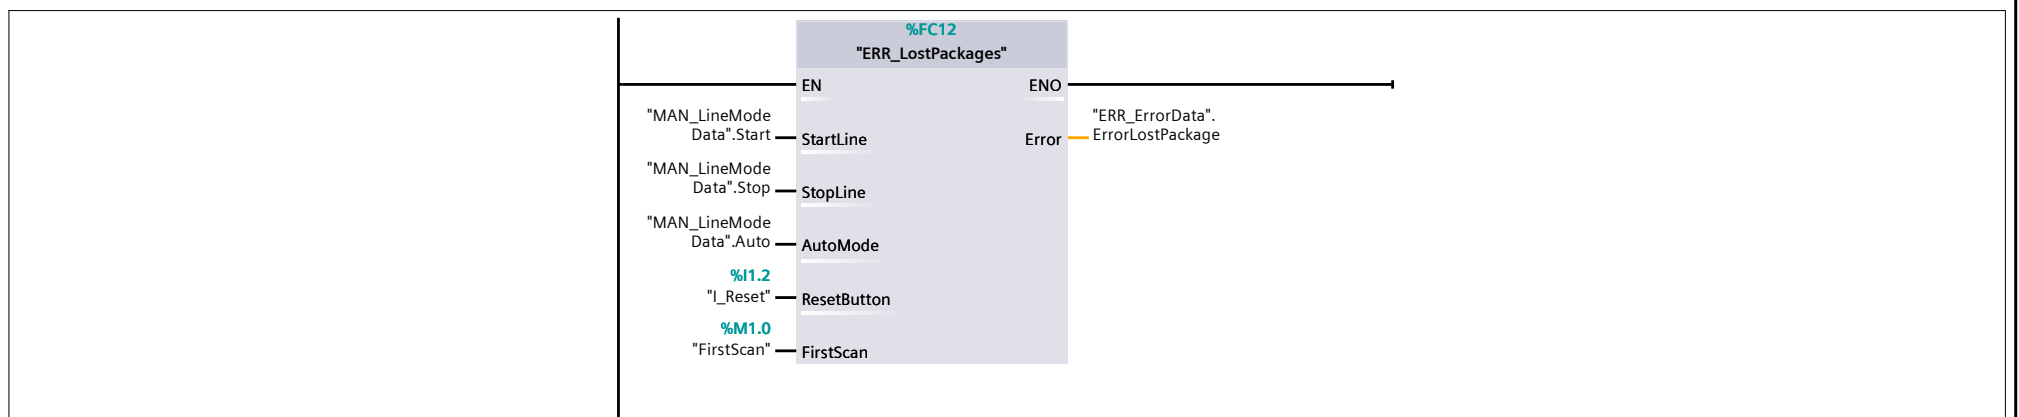 %FC12
"ERR_LostPackages"
EN
ENO
"MAN_LineMode
Data".Start
StartLine
Error
"ERR_ErrorData".
ErrorLostPackage
"MAN_LineMode
Data".Stop
StopLine
"MAN_LineMode
Data".Auto
AutoMode
%I1.2
"I_Reset"
ResetButton
%M1.0
"FirstScan"
FirstScan